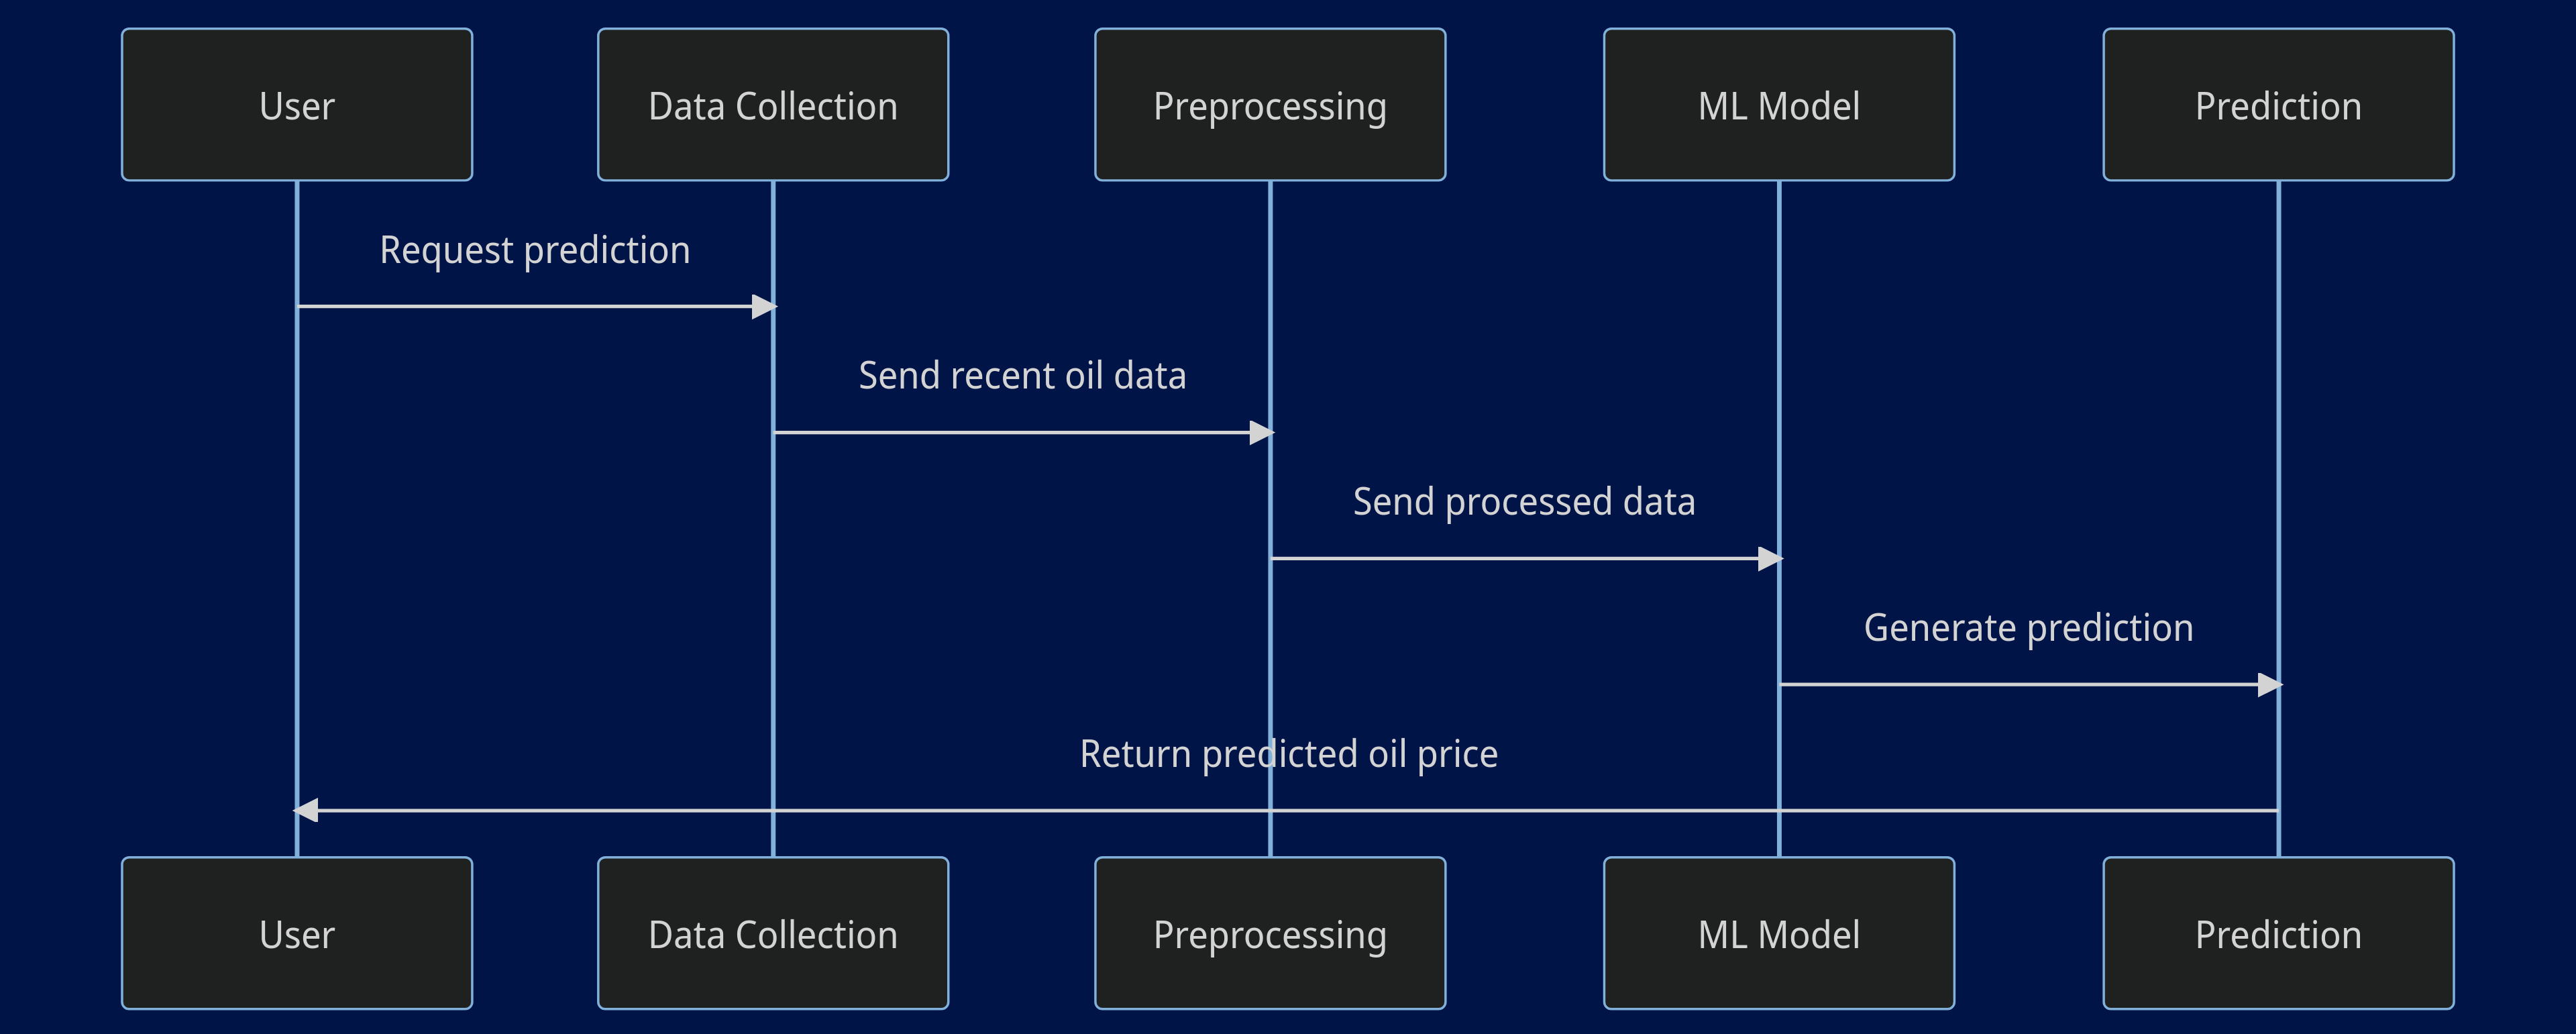 User
Data Collection
Preprocessing
ML Model
Prediction
Request prediction
Send recent oil data
Send processed data
Generate prediction
Return predicted oil price
User
Data Collection
Preprocessing
ML Model
Prediction